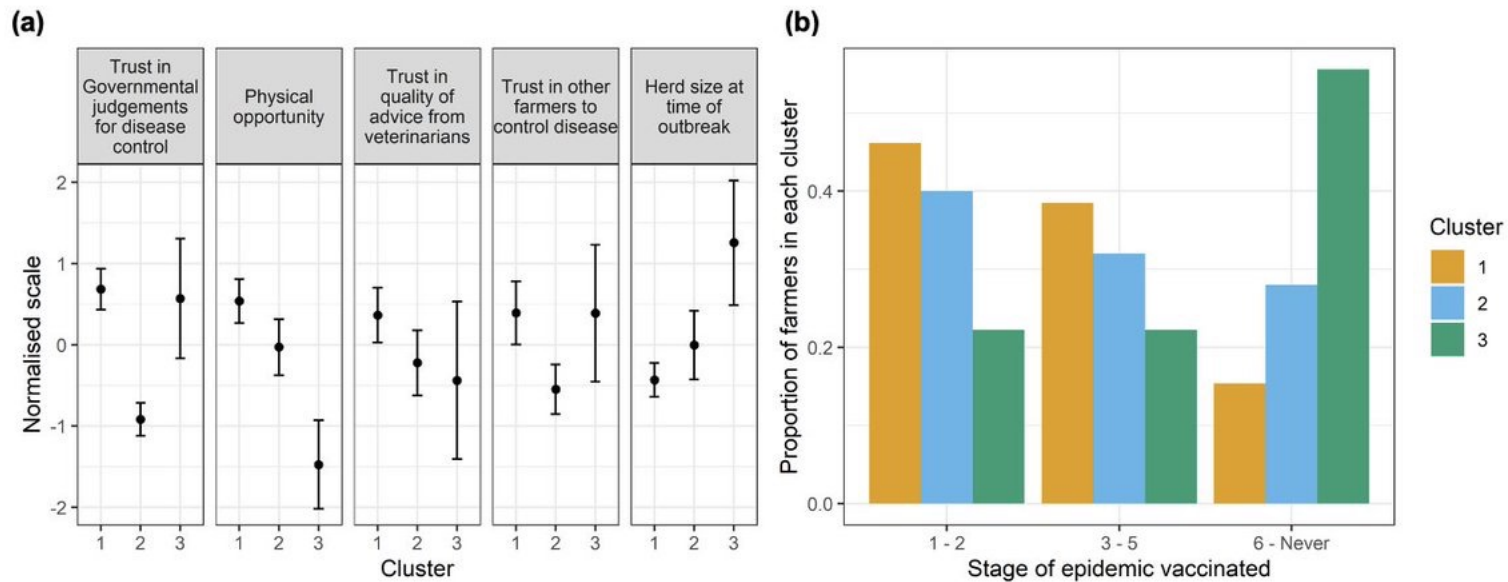 (a)
Trust in
Governmental
judgements
for disease
control
Physical
opportunity
Trust in
quality of
advice from
veterinarians
Trust in other
farmers to
control disease
Herd size at
time of
outbreak
Normalised scale
2
1
0
-1
-2
1 2 3
1 2 3
1 2 3
1 2 3
1 2 3
Cluster
(b)
Proportion of farmers in each cluster
0.4
0.2
0.0
1 - 2
3 - 5
6 - Never
Stage of epidemic vaccinated
Cluster
1
2
3